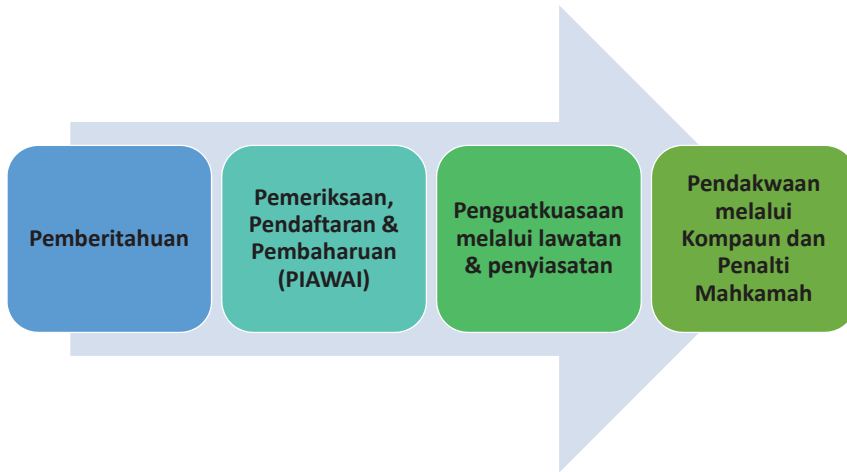 Pemberitahuan
Pemeriksaan,
Pendaftaran &
Pembaharuan
(PIAWAI)
Penguatkuasaan
melalui lawatan
& penyiasatan
Pendakwaan
melalui
Kompaun dan
Penalti
Mahkamah